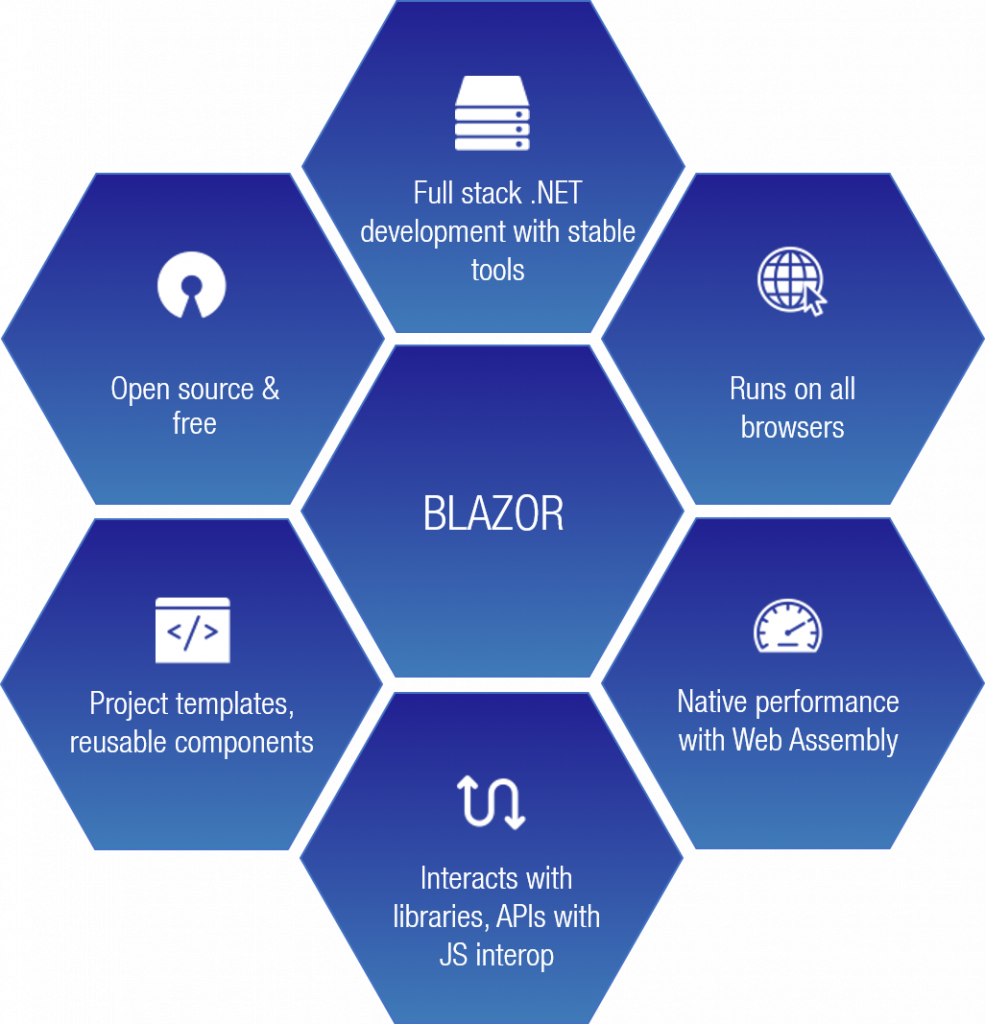 Full stack .NET
development with stable
tools
Open source &
free
Runs on all
browsers
BLAZOR
</>
Project templates,
reusable components
Native performance
with Web Assembly
Interacts with
libraries, APIs with
JS interop